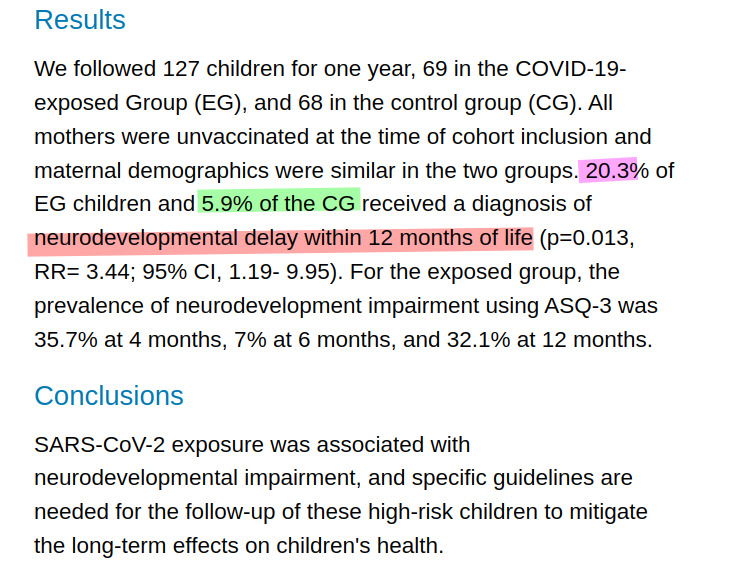 Results
We followed 127 children for one year, 69 in the COVID-19-
exposed Group (EG), and 68 in the control group (CG). All
mothers were unvaccinated at the time of cohort inclusion and
maternal demographics were similar in the two groups. 20.3% of
EG children and 5.9% of the CG received a diagnosis of
neurodevelopmental delay within 12 months of life (p=0.013,
RR= 3.44; 95% CI, 1.19- 9.95). For the exposed group, the
prevalence of neurodevelopment impairment using ASQ-3 was
35.7% at 4 months, 7% at 6 months, and 32.1% at 12 months.
Conclusions
SARS-CoV-2 exposure was associated with
neurodevelopmental impairment, and specific guidelines are
needed for the follow-up of these high-risk children to mitigate
the long-term effects on children's health.